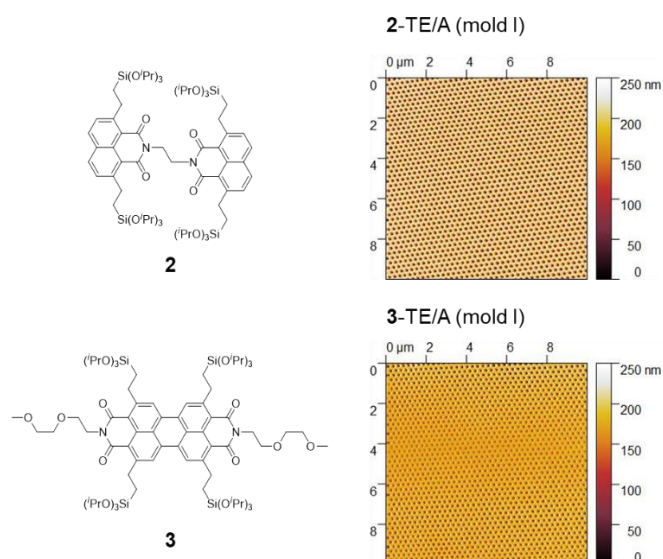 2-TE/A (mold I)
0 µm 2 4 6 8
0
2
4
6
8
250 nm
200
150
100
50
0
Si(OⁱPr)₃
(ⁱPrO)₃Si
O
O
N
N
O
O
Si(OⁱPr)₃
(ⁱPrO)₃Si
2
3-TE/A (mold I)
0 µm 2 4 6 8
0
2
4
6
8
250 nm
200
150
100
50
0
(ⁱPrO)₃Si
Si(OⁱPr)₃
O
O
O
O
N
N
O
O
O
O
(ⁱPrO)₃Si
Si(OⁱPr)₃
3